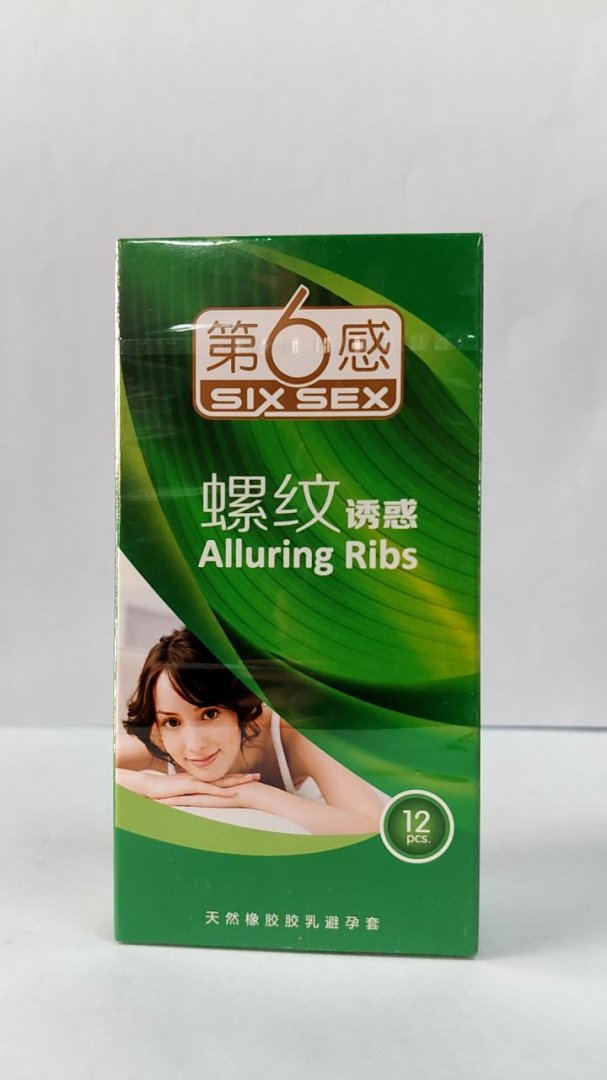 第6感
SIX SEX
螺纹诱惑
Alluring Ribs
12
pcs.
天然橡胶胶乳避孕套